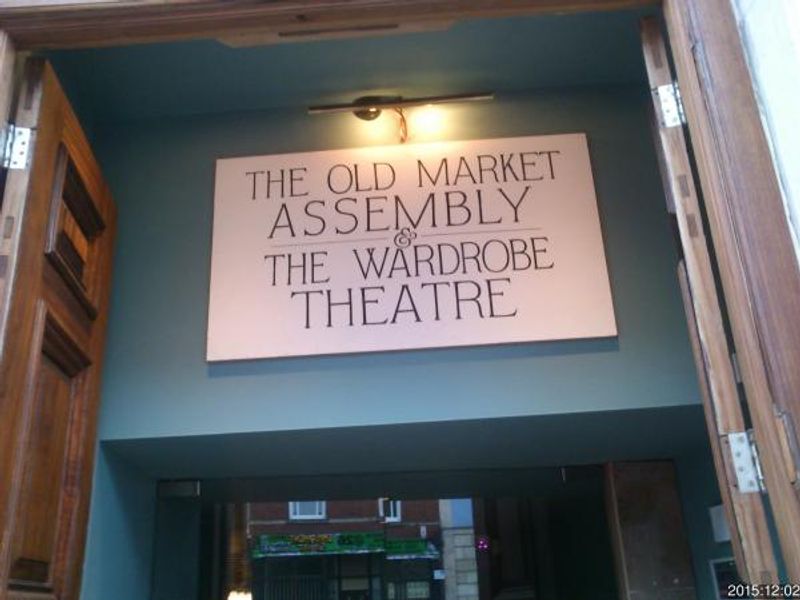 THE OLD MARKET
ASSEMBLY
&
THE WARDROBE
THEATRE
2015:12:02